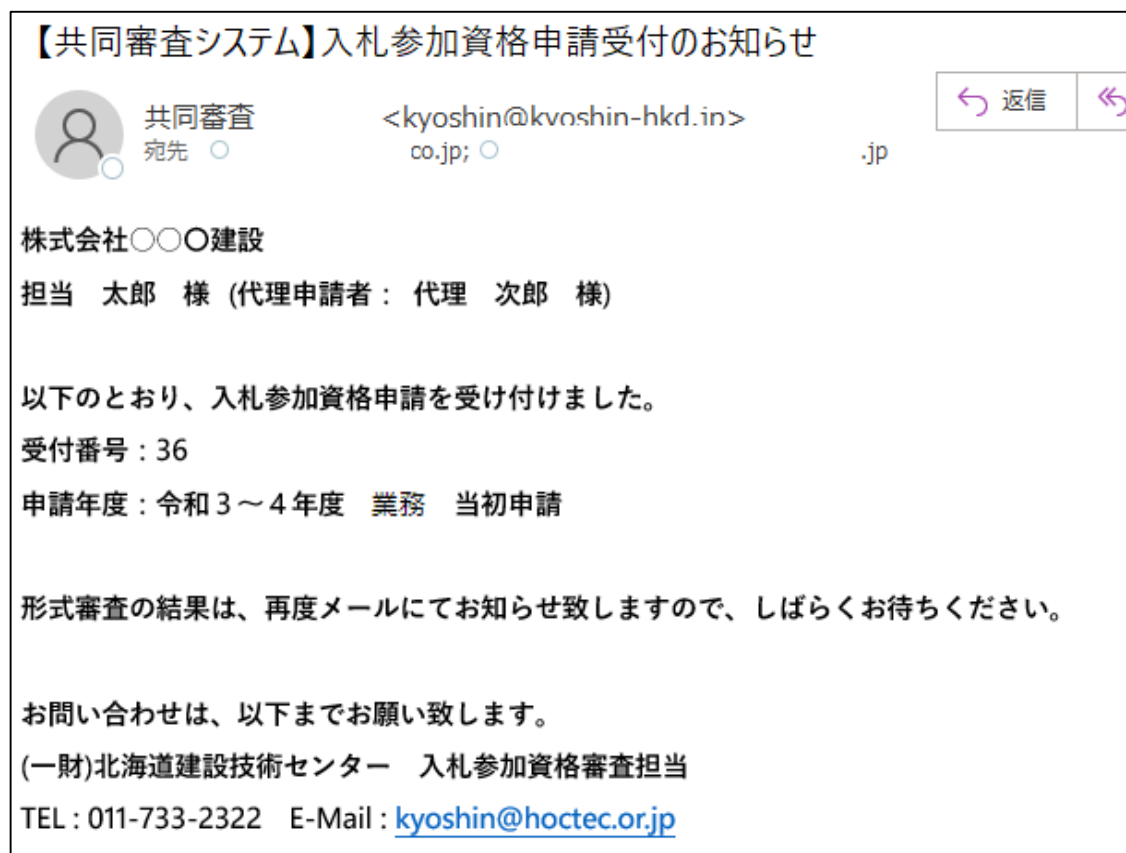 【共同審査システム】入札参加資格申請受付のお知らせ
返信
共同審査 <kyoshin@kyoshin-hkd.jp>
宛先 co.jp; .jp
株式会社○○○建設
担当 太郎 様 (代理申請者： 代理 次郎 様)
以下のとおり、入札参加資格申請を受け付けました。
受付番号：36
申請年度：令和３～４年度 業務 当初申請
形式審査の結果は、再度メールにてお知らせ致しますので、しばらくお待ちください。
お問い合わせは、以下までお願い致します。
(一財)北海道建設技術センター 入札参加資格審査担当
TEL : 011-733-2322 E-Mail : kyoshin@hoctec.or.jp